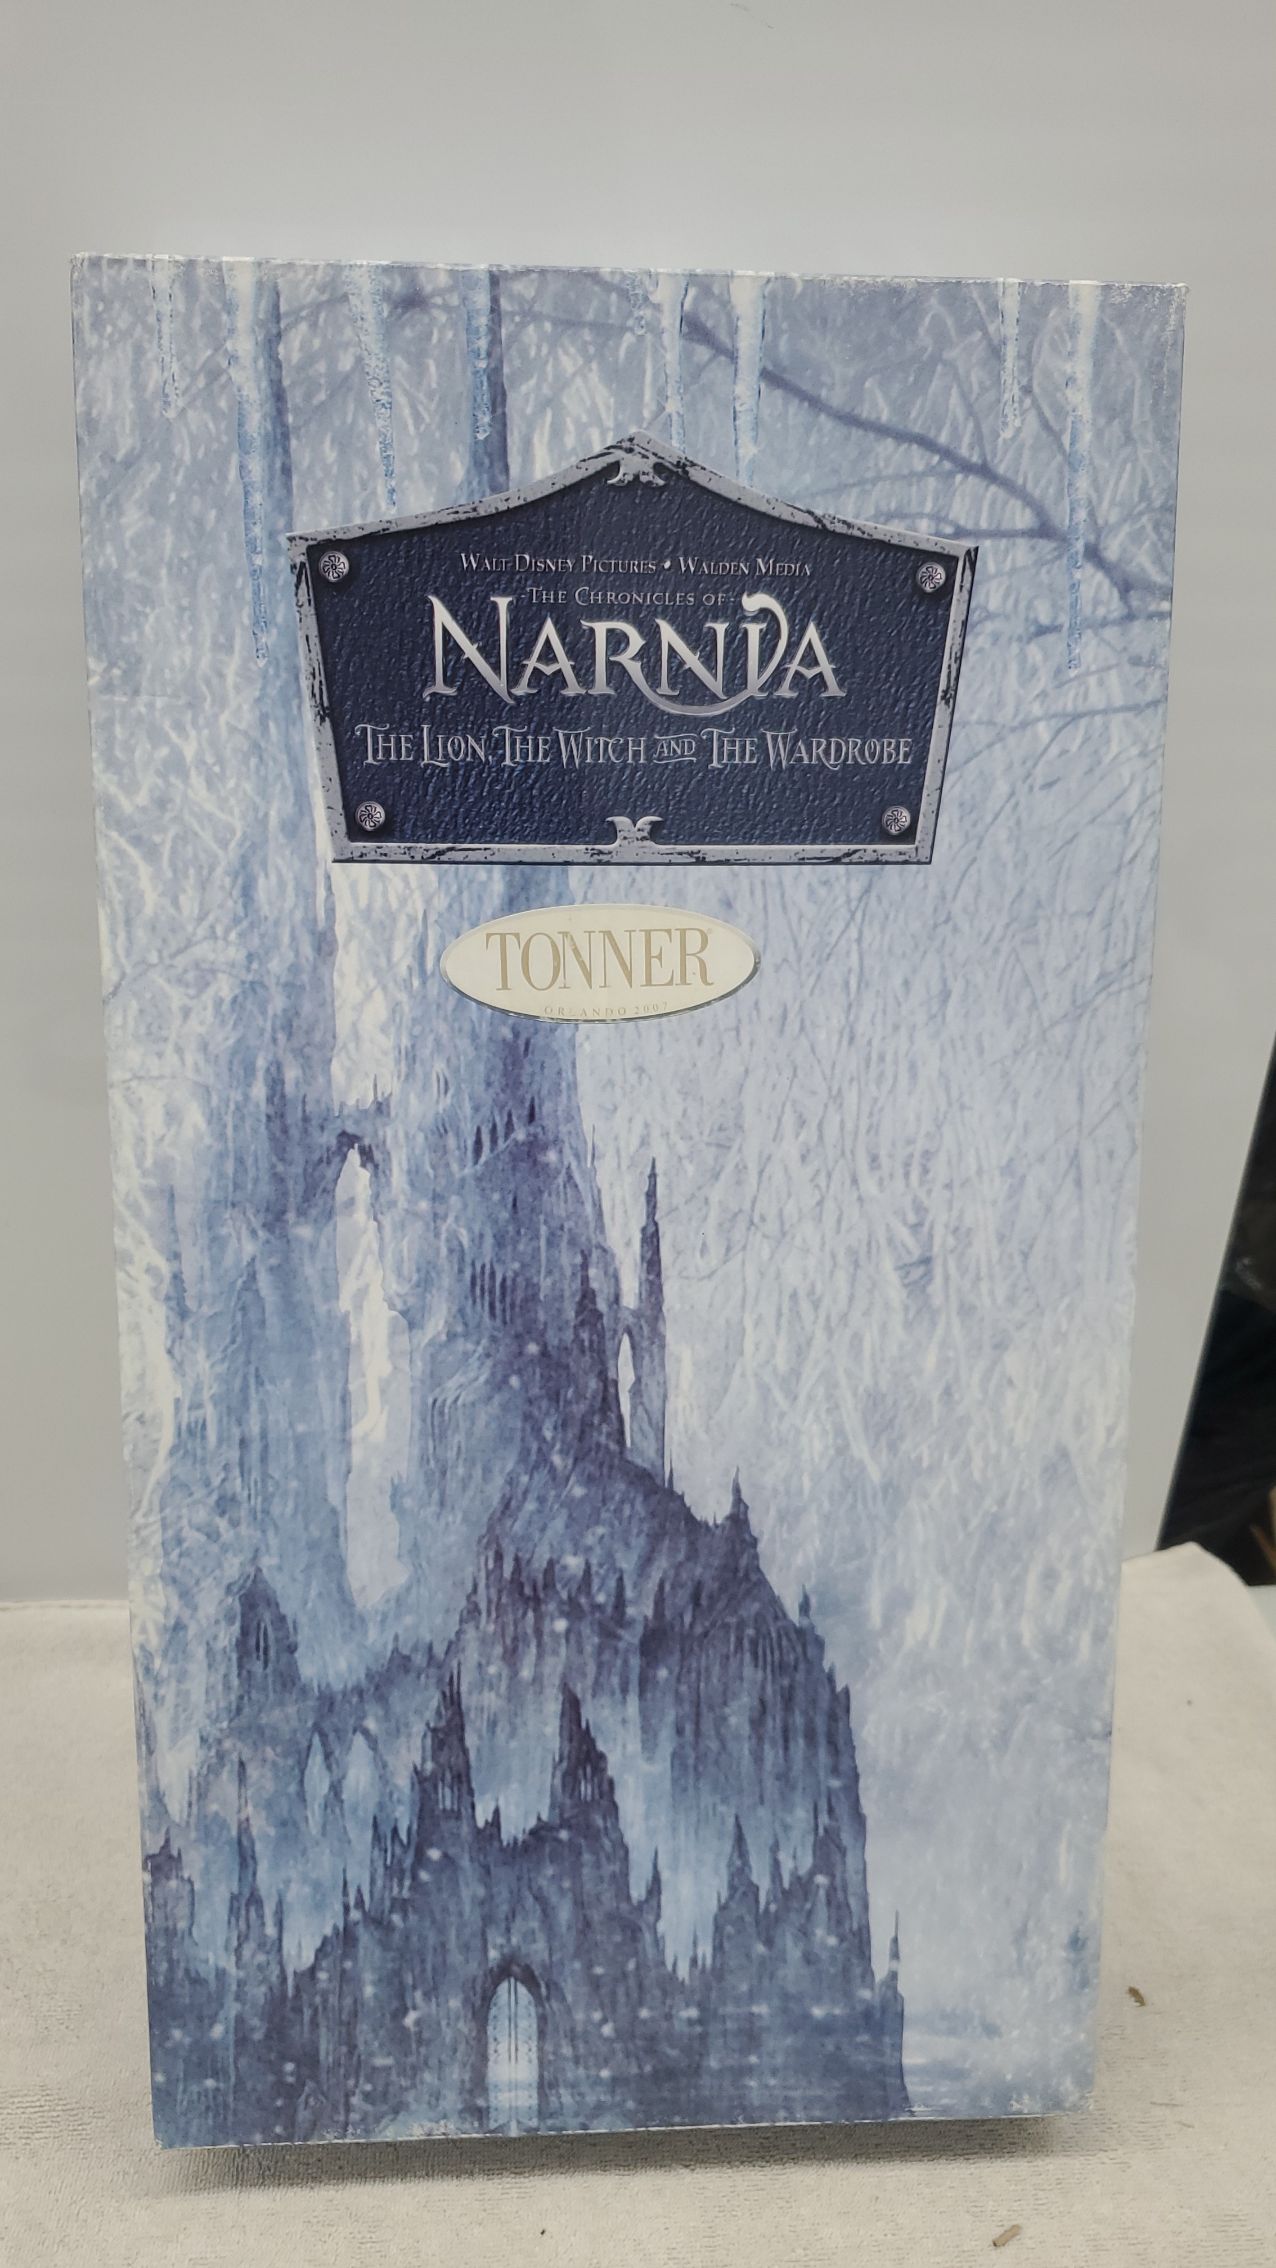 WALT DISNEY PICTURES • WALDEN MEDIA
THE CHRONICLES OF
NARNIA
THE LION, THE WITCH AND THE WARDROBE
TONNER®
ORLANDO 2007